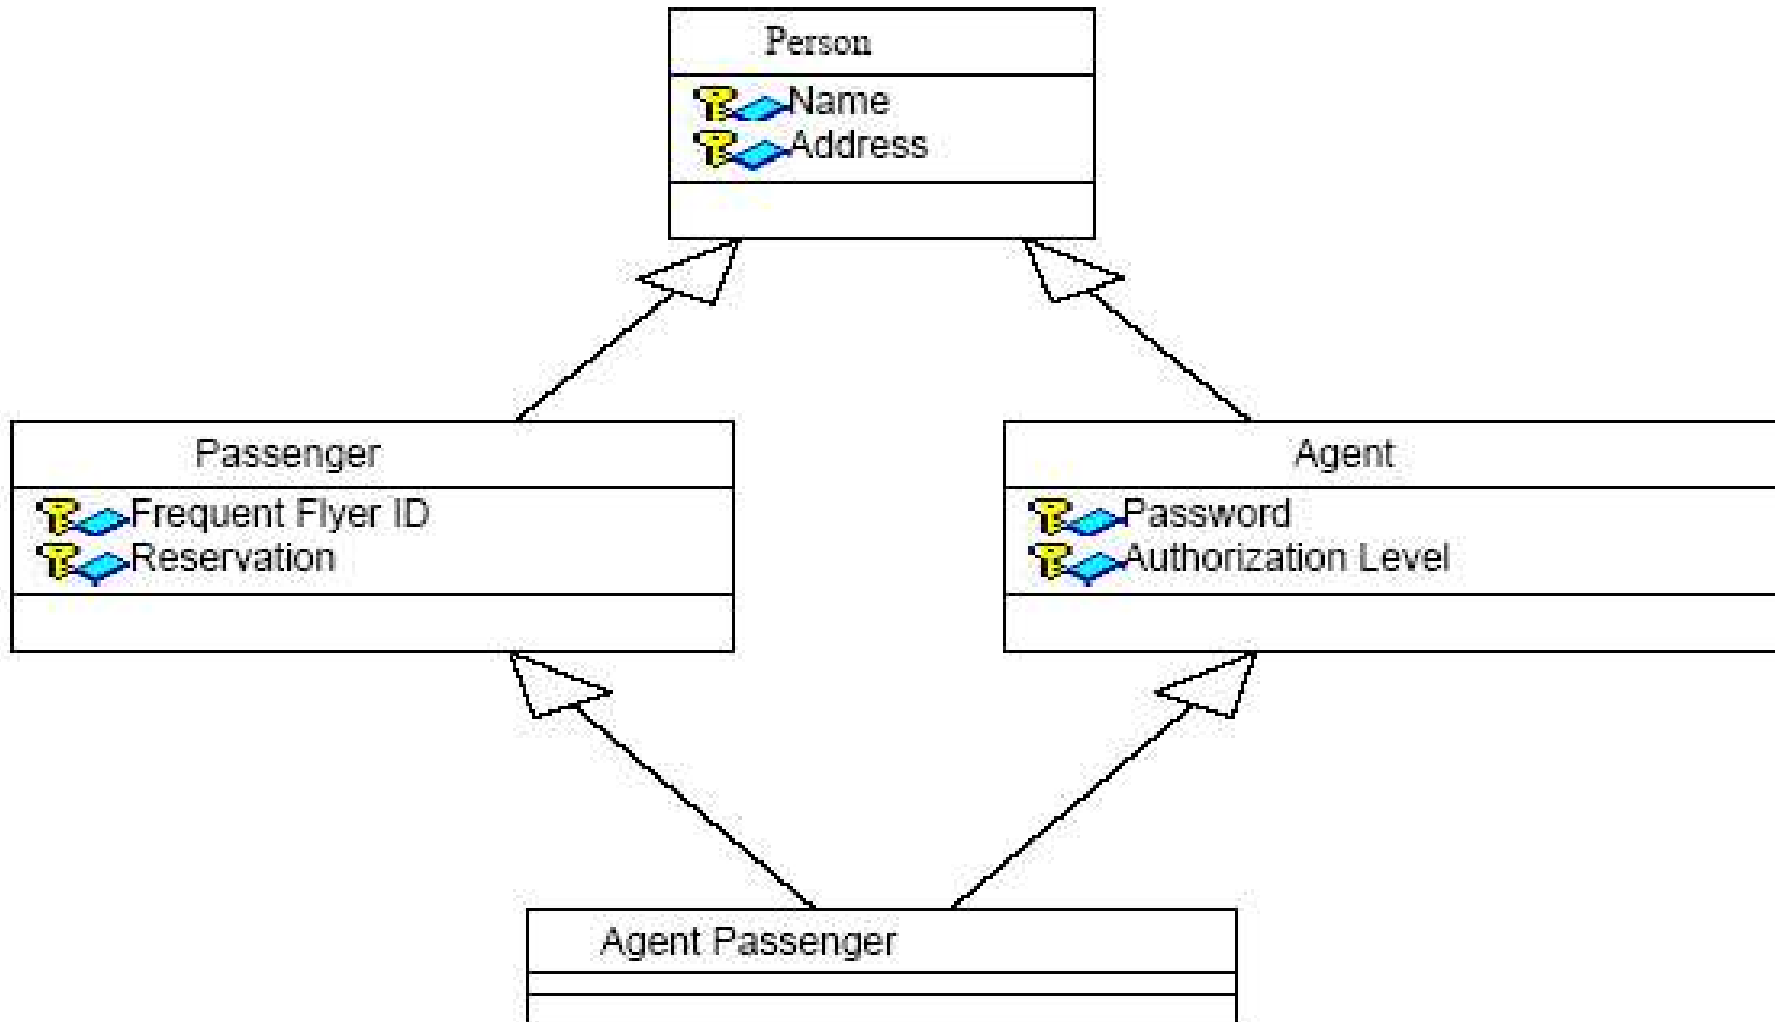 Person
Name
Address
Passenger
Frequent Flyer ID
Reservation
Agent
Password
Authorization Level
Agent Passenger